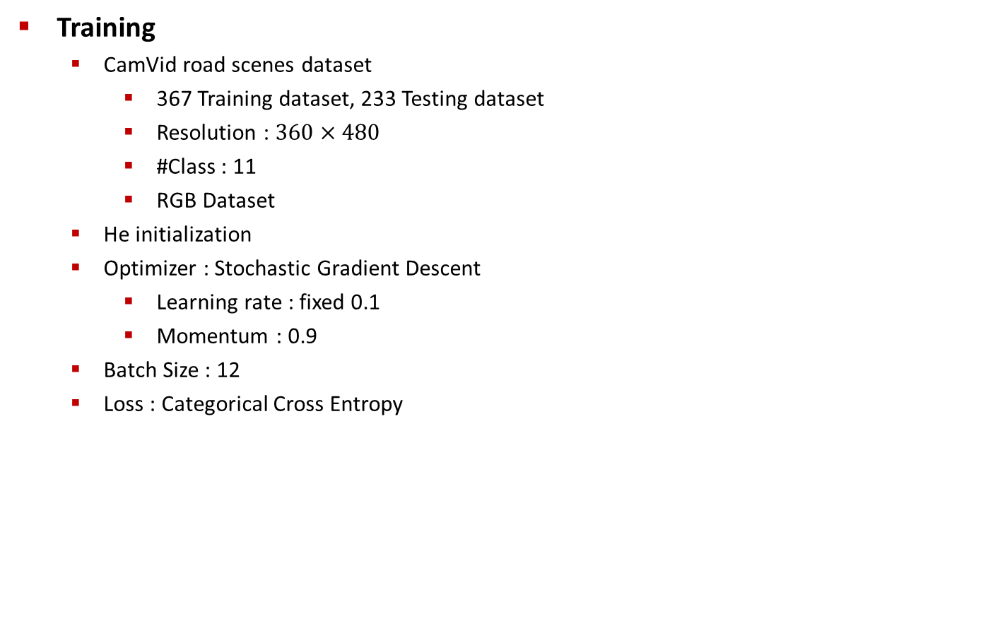 Training
CamVid road scenes dataset
367 Training dataset, 233 Testing dataset
Resolution : 360 × 480
#Class : 11
RGB Dataset
He initialization
Optimizer : Stochastic Gradient Descent
Learning rate : fixed 0.1
Momentum : 0.9
Batch Size : 12
Loss : Categorical Cross Entropy